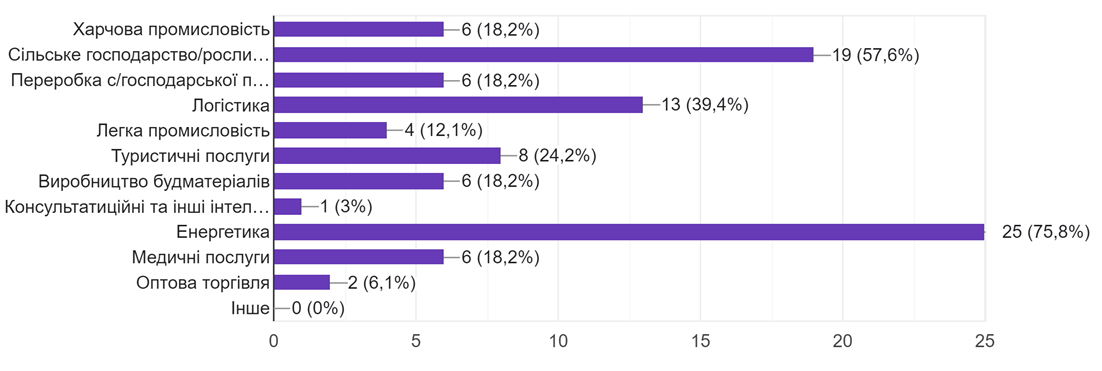 Харчова промисловість 6 (18,2%)
Сільське господарство/росли… 19 (57,6%)
Переробка с/господарської п… 6 (18,2%)
Логістика 13 (39,4%)
Легка промисловість 4 (12,1%)
Туристичні послуги 8 (24,2%)
Виробництво будматеріалів 6 (18,2%)
Консультатиційні та інші інтел… 1 (3%)
Енергетика 25 (75,8%)
Медичні послуги 6 (18,2%)
Оптова торгівля 2 (6,1%)
Інше 0 (0%)
0 5 10 15 20 25